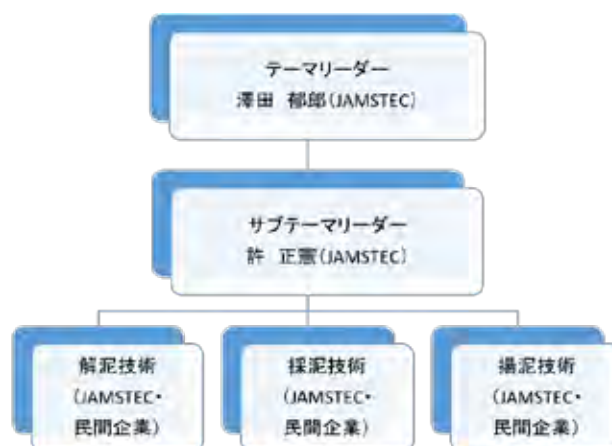 テーマリーダー
澤田 郁郎(JAMSTEC)
サブテーマリーダー
許 正憲(JAMSTEC)
解泥技術
(JAMSTEC・
民間企業)
採泥技術
(JAMSTEC・
民間企業)
揚泥技術
(JAMSTEC・
民間企業)